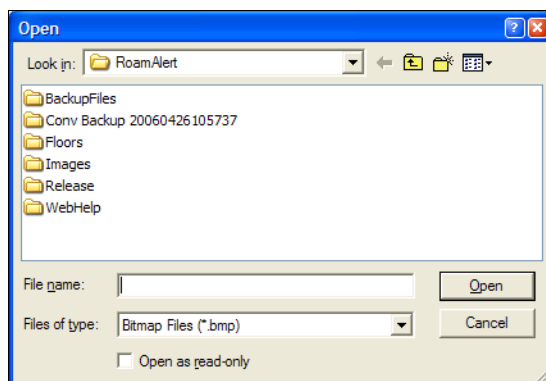 Open
Look in: RoamAlert
BackupFiles
Conv Backup 20060426105737
Floors
Images
Release
WebHelp
File name: Open
Files of type: Bitmap Files (*.bmp) Cancel
Open as read-only